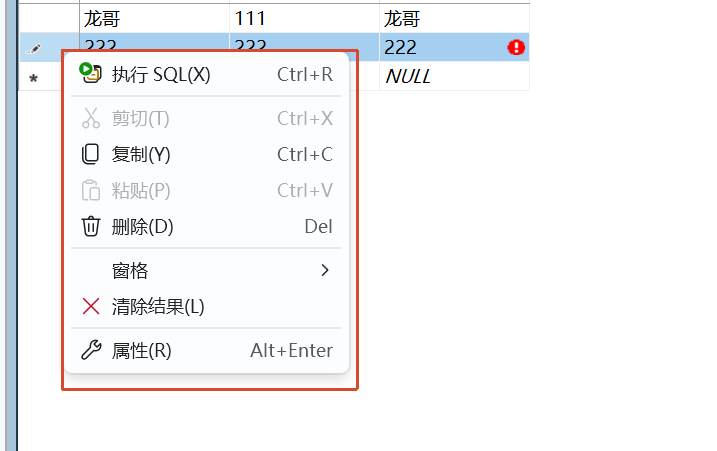 龙哥 111 龙哥
222 222 222
* NULL
执行 SQL(X) Ctrl+R
剪切(T) Ctrl+X
复制(Y) Ctrl+C
粘贴(P) Ctrl+V
删除(D) Del
窗格
清除结果(L)
属性(R) Alt+Enter